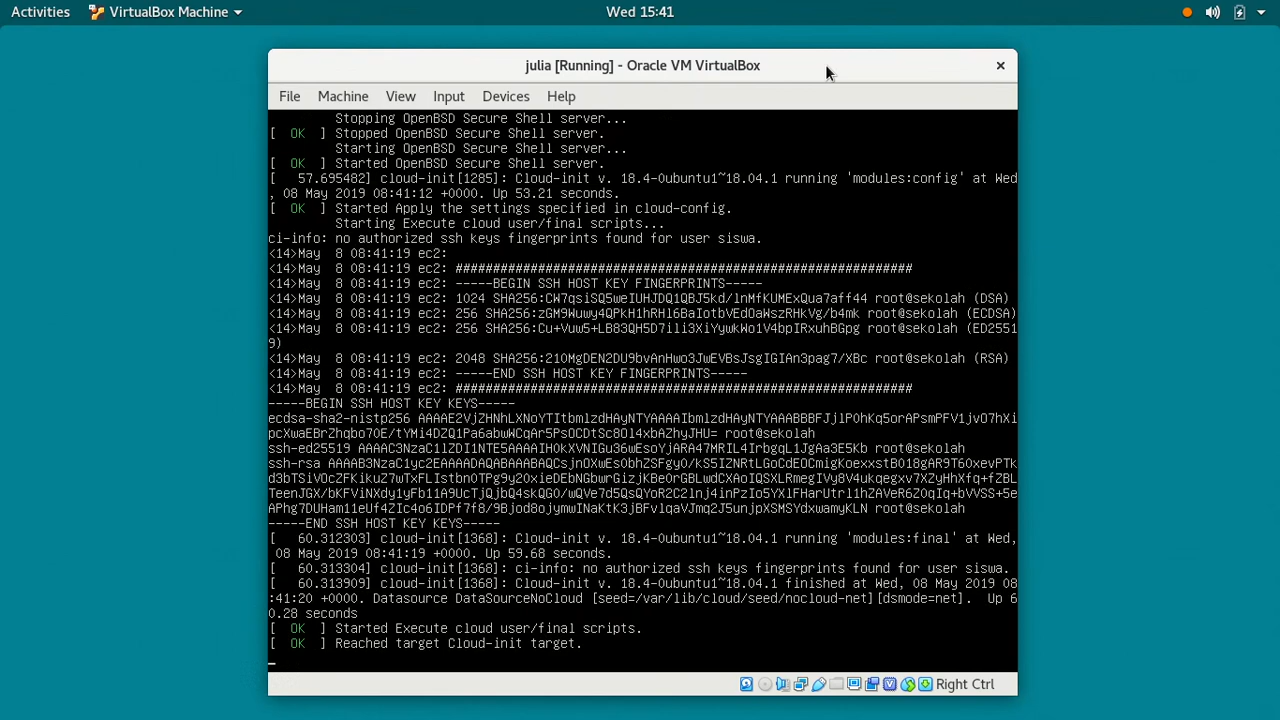 Activities VirtualBox Machine Wed 15:41
julia [Running] - Oracle VM VirtualBox
File Machine View Input Devices Help
Stopping OpenBSD Secure Shell server...
[ OK ] Stopped OpenBSD Secure Shell server.
Starting OpenBSD Secure Shell server...
[ OK ] Started OpenBSD Secure Shell server.
[ 57.695482] cloud-init[1285]: Cloud-init v. 18.4-0ubuntu1~18.04.1 running 'modules:config' at Wed
, 08 May 2019 08:41:12 +0000. Up 53.21 seconds.
[ OK ] Started Apply the settings specified in cloud-config.
Starting Execute cloud user/final scripts...
ci-info: no authorized ssh keys fingerprints found for user siswa.
<14>May 8 08:41:19 ec2:
<14>May 8 08:41:19 ec2: #############################################################
<14>May 8 08:41:19 ec2: -----BEGIN SSH HOST KEY FINGERPRINTS-----
<14>May 8 08:41:19 ec2: 1024 SHA256:CW7qsiSQ5weIUHJDQ1QBJ5kd/lnMfKUMExQua7aff44 root@sekolah (DSA)
<14>May 8 08:41:19 ec2: 256 SHA256:zGM9Wuwy4QPkH1hRHl6BaIotbVEdOaWszRHkVg/b4mk root@sekolah (ECDSA)
<14>May 8 08:41:19 ec2: 256 SHA256:Cu+Vuw5+LB83QH5D7ili3XiYywkWo1V4bpIRxuhBGpg root@sekolah (ED2551
9)
<14>May 8 08:41:19 ec2: 2048 SHA256:21OMgDEN2DU9bvAnHwo3JwEVBsJsgIGIAn3pag7/XBc root@sekolah (RSA)
<14>May 8 08:41:19 ec2: -----END SSH HOST KEY FINGERPRINTS-----
<14>May 8 08:41:19 ec2: #############################################################
-----BEGIN SSH HOST KEY KEYS-----
ecdsa-sha2-nistp256 root@sekolah
ssh-ed25519 root@sekolah
ssh-rsa
root@sekolah
-----END SSH HOST KEY KEYS-----
[ 60.312303] cloud-init[1368]: Cloud-init v. 18.4-0ubuntu1~18.04.1 running 'modules:final' at Wed,
08 May 2019 08:41:19 +0000. Up 59.68 seconds.
[ 60.313304] cloud-init[1368]: ci-info: no authorized ssh keys fingerprints found for user siswa.
[ 60.313909] cloud-init[1368]: Cloud-init v. 18.4-0ubuntu1~18.04.1 finished at Wed, 08 May 2019 08
:41:20 +0000. Datasource DataSourceNoCloud [seed=/var/lib/cloud/seed/nocloud-net][dsmode=net]. Up 6
0.28 seconds
[ OK ] Started Execute cloud user/final scripts.
[ OK ] Reached target Cloud-init target.
Right Ctrl